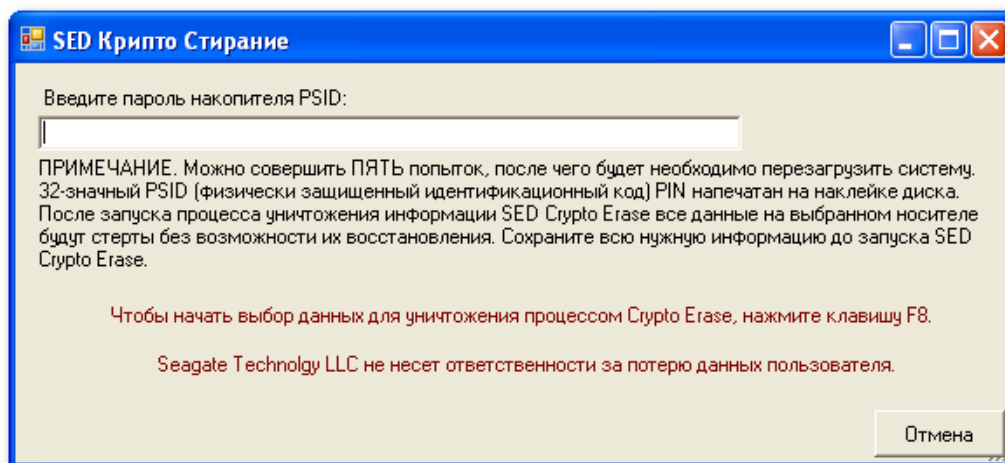 SED Крипто Стирание
Введите пароль накопителя PSID:
ПРИМЕЧАНИЕ. Можно совершить ПЯТЬ попыток, после чего будет необходимо перезагрузить систему.
32-значный PSID (физически защищенный идентификационный код) PIN напечатан на наклейке диска.
После запуска процесса уничтожения информации SED Crypto Erase все данные на выбранном носителе
будут стерты без возможности их восстановления. Сохраните всю нужную информацию до запуска SED
Crypto Erase.
Чтобы начать выбор данных для уничтожения процессом Crypto Erase, нажмите клавишу F8.
Seagate Technolgy LLC не несет ответственности за потерю данных пользователя.
Отмена